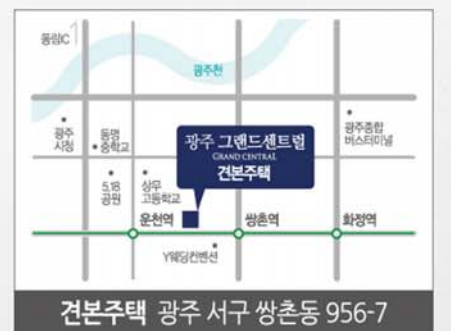 동림IC
광주천
광주
시청
동명
중학교
광주 그랜드센트럴
GRAND CENTRAL
견본주택
광주종합
버스터미널
5.18
공원
상무
고등학교
운천역
쌍촌역
화정역
Y웨딩컨벤션
견본주택 광주 서구 쌍촌동 956-7